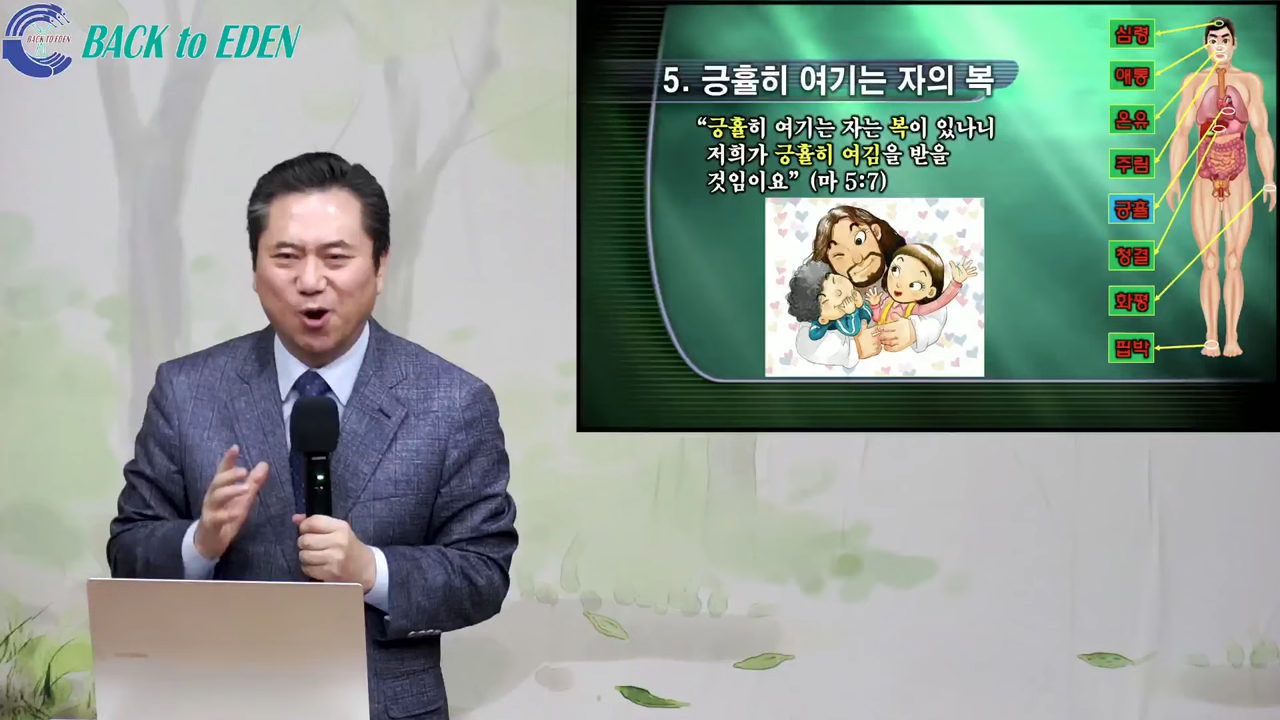 BACK TO EDEN
BACK to EDEN
5. 긍휼히 여기는 자의 복
“긍휼히 여기는 자는 복이 있나니
저희가 긍휼히 여김을 받을
것임이요” (마 5:7)
심령
애통
온유
주림
긍휼
청결
화평
핍박